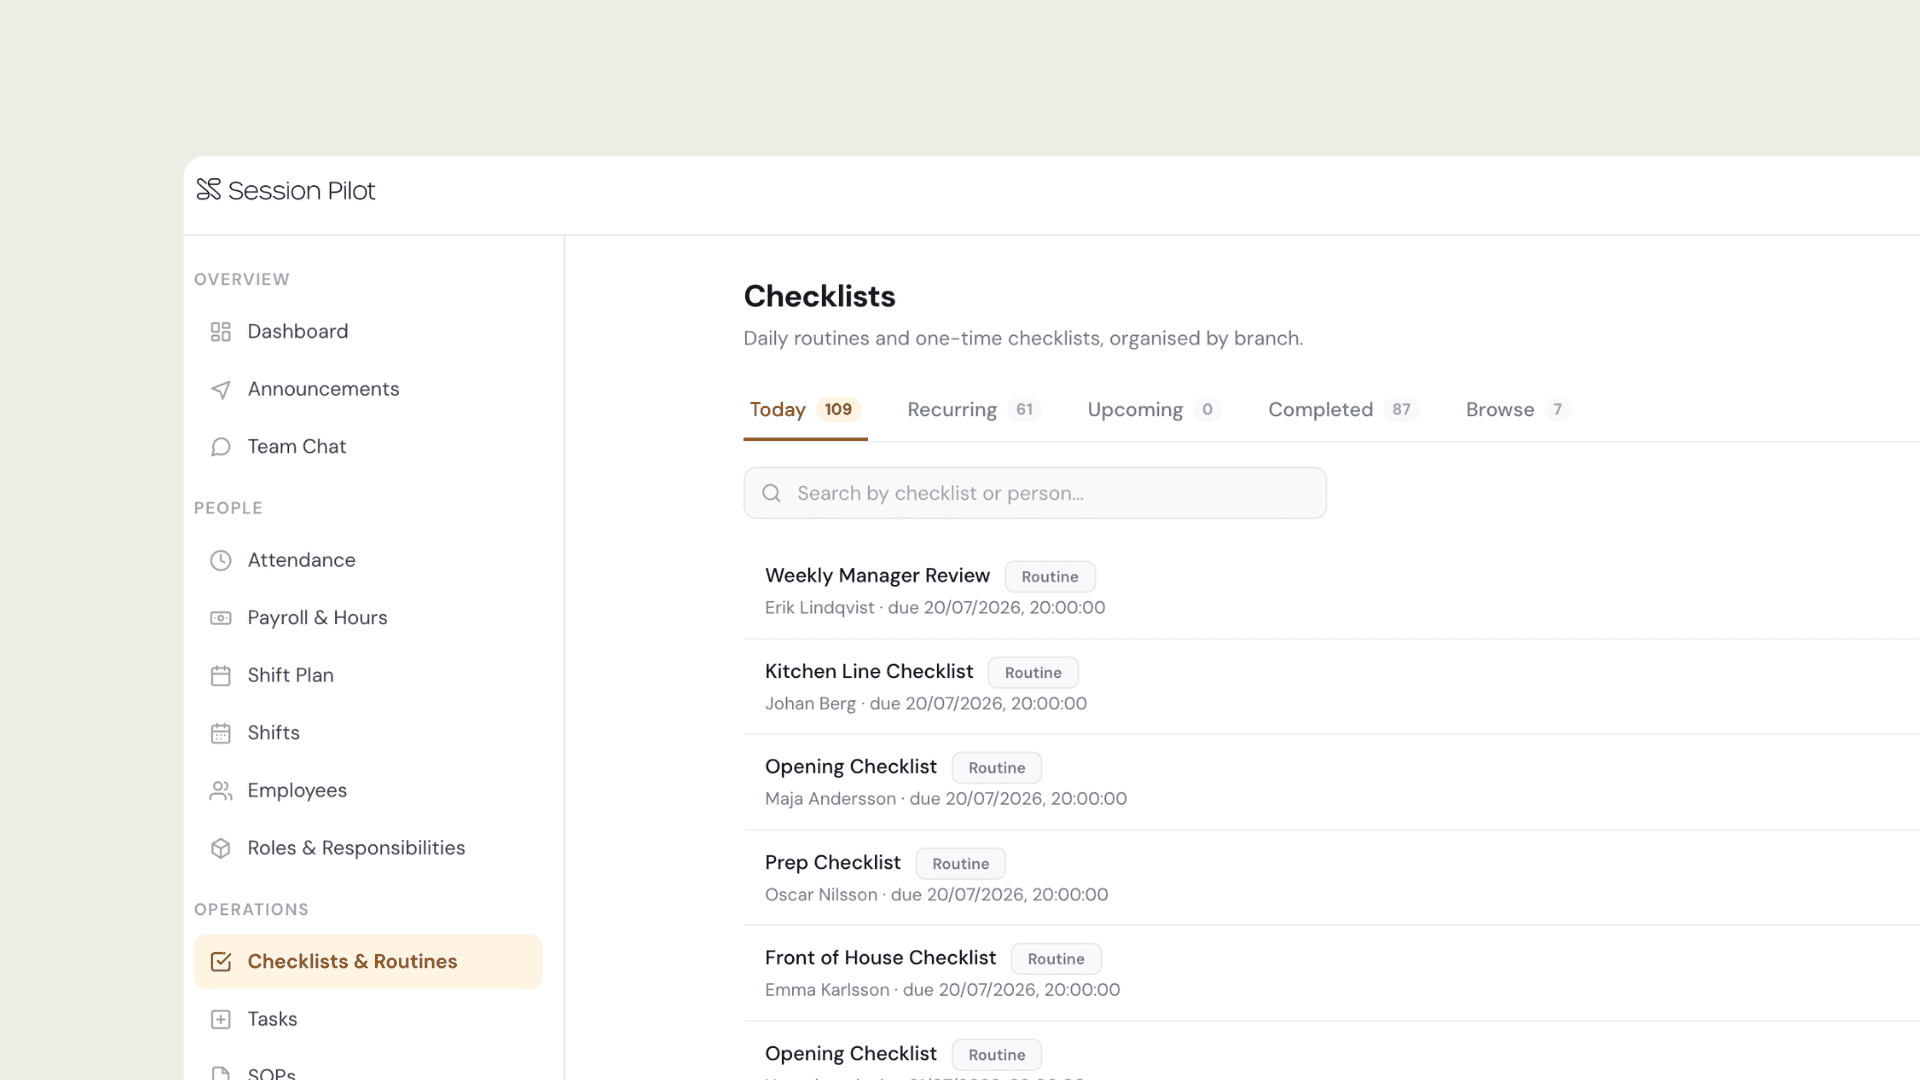 Session Pilot
OVERVIEW
Dashboard
Announcements
Team Chat
PEOPLE
Attendance
Payroll & Hours
Shift Plan
Shifts
Employees
Roles & Responsibilities
OPERATIONS
Checklists & Routines
Tasks
SOPs
Checklists
Daily routines and one-time checklists, organised by branch.
Today 109 Recurring 61 Upcoming 0 Completed 87 Browse 7
Search by checklist or person...
Weekly Manager Review Routine
Erik Lindqvist · due 20/07/2026, 20:00:00
Kitchen Line Checklist Routine
Johan Berg · due 20/07/2026, 20:00:00
Opening Checklist Routine
Maja Andersson · due 20/07/2026, 20:00:00
Prep Checklist Routine
Oscar Nilsson · due 20/07/2026, 20:00:00
Front of House Checklist Routine
Emma Karlsson · due 20/07/2026, 20:00:00
Opening Checklist Routine